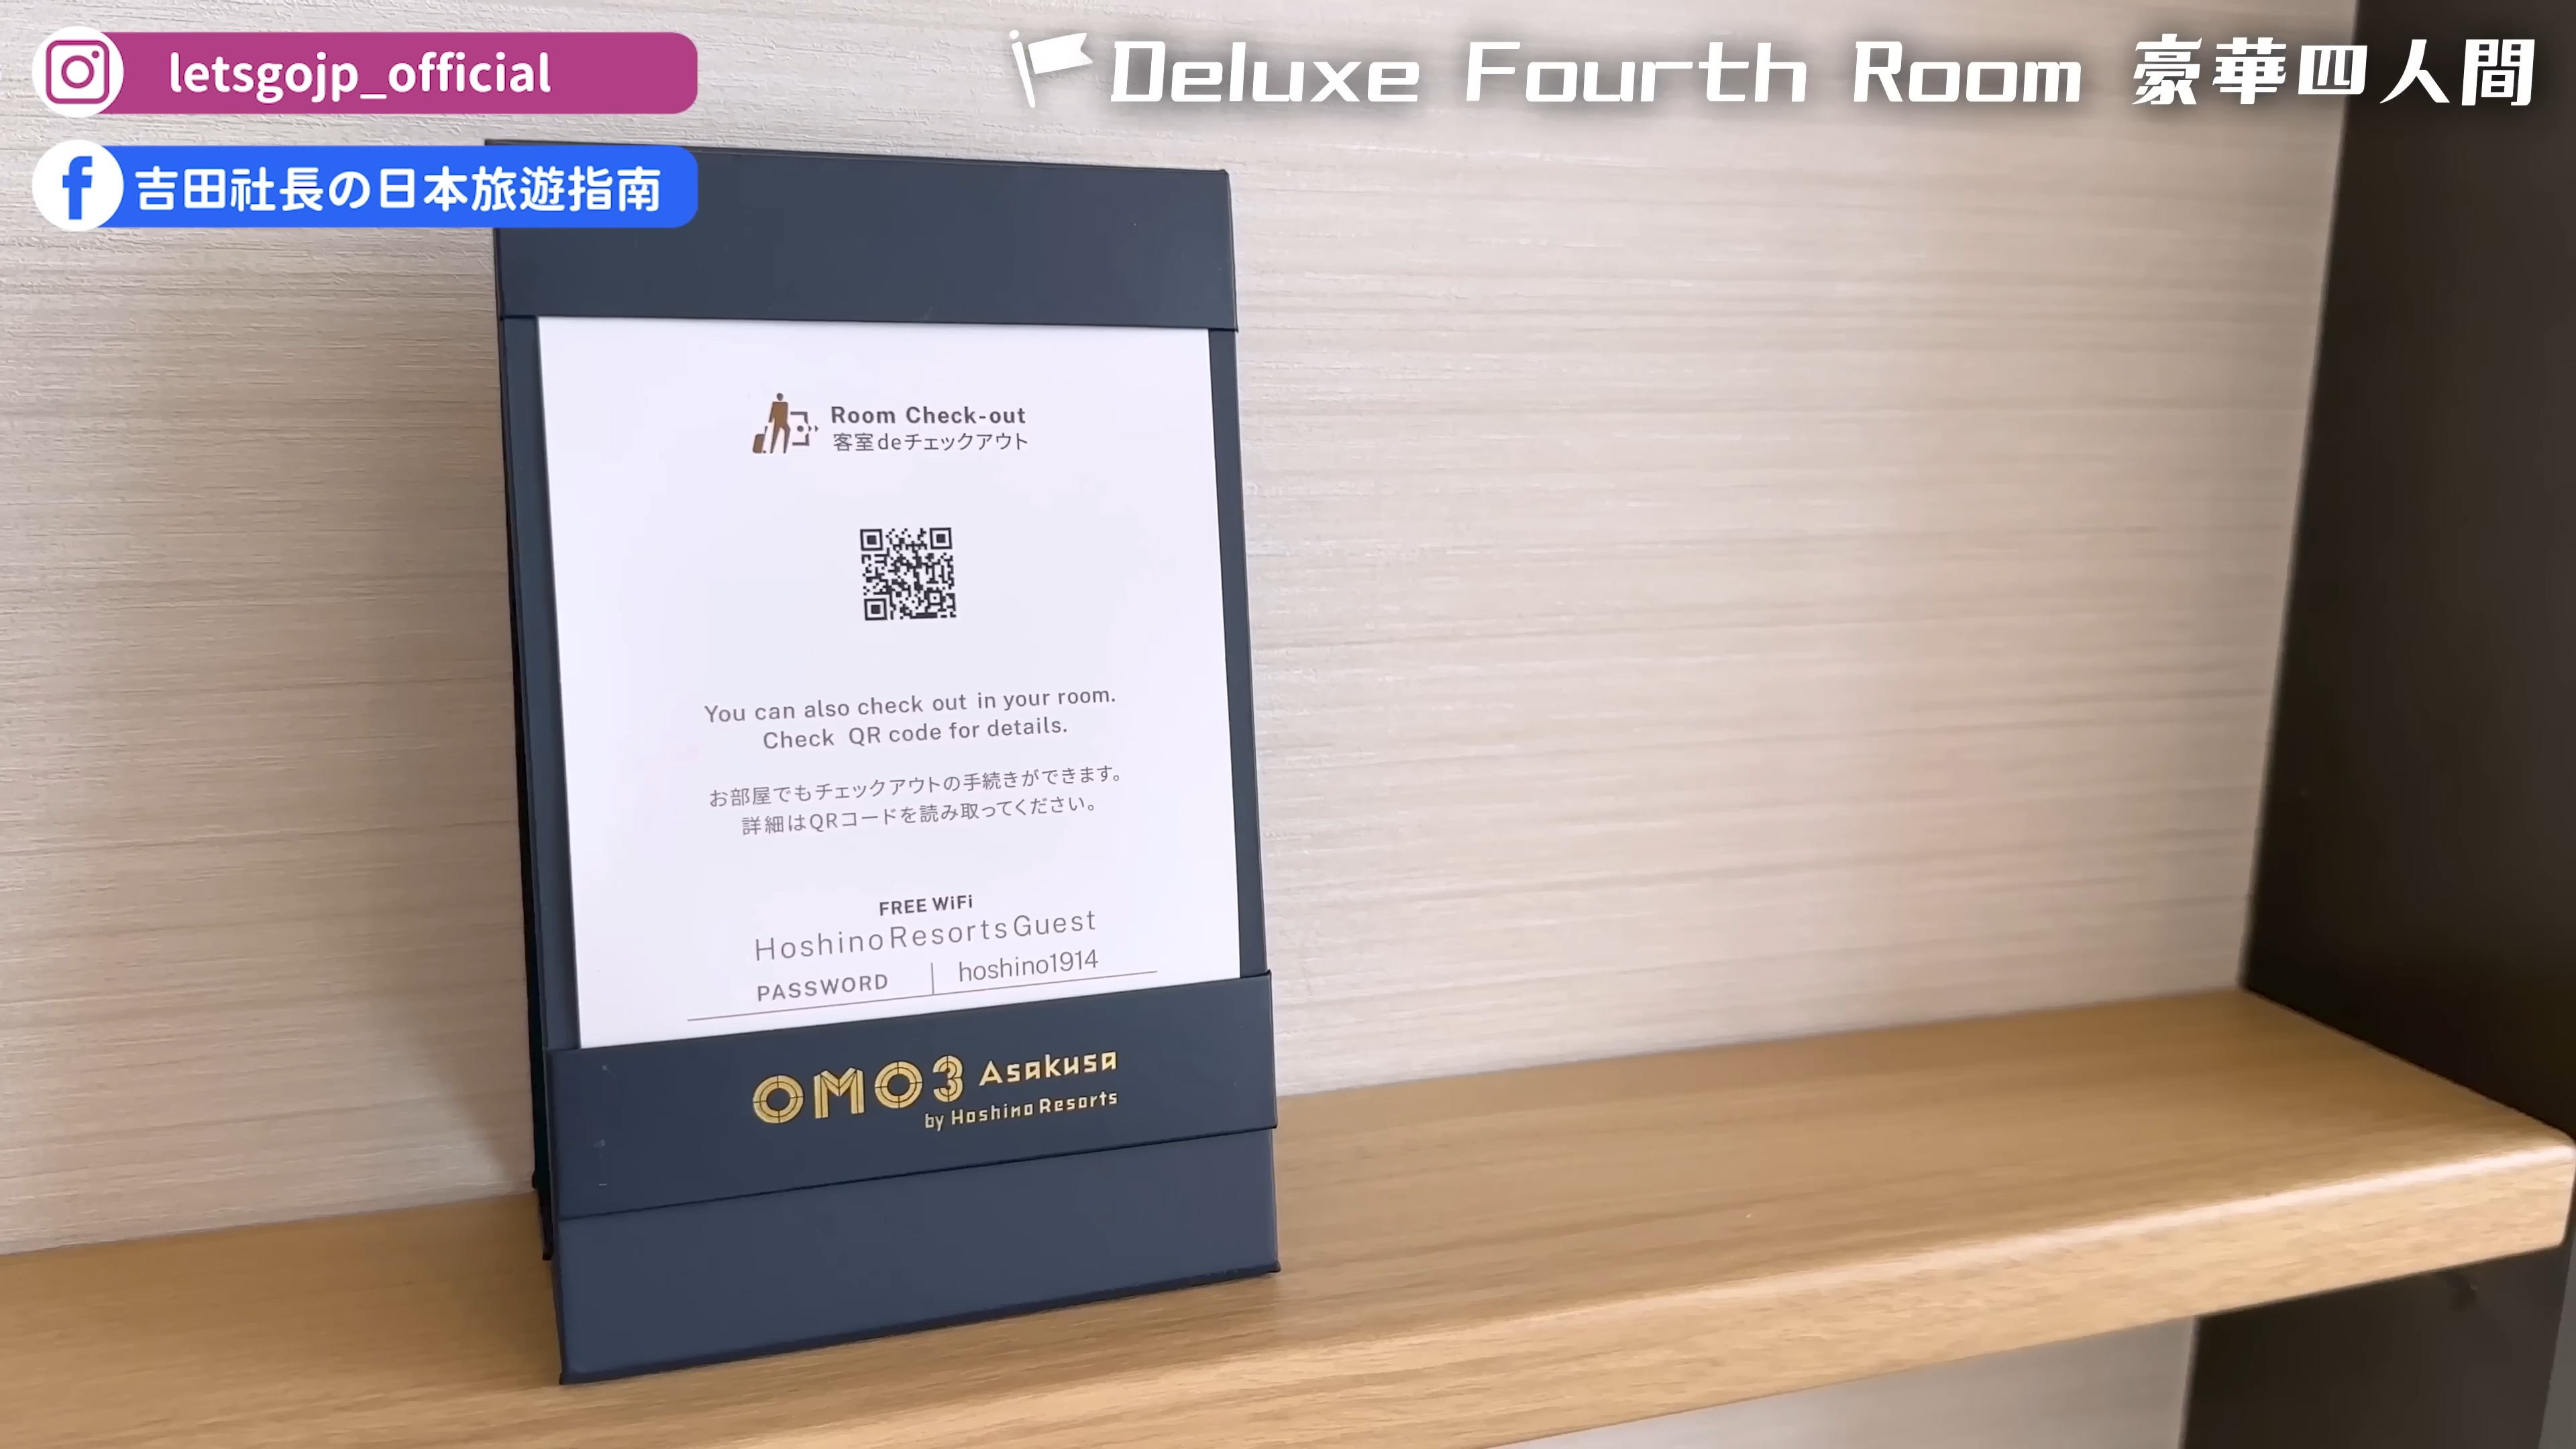 letsgojp_official
吉田社長の日本旅遊指南
Deluxe Fourth Room 豪華四人間
Room Check-out
客室deチェックアウト
You can also check out in your room.
Check QR code for details.
お部屋でもチェックアウトの手続きができます。
詳細はQRコードを読み取ってください。
FREE WiFi
HoshinoResortsGuest
PASSWORD | hoshino1914
OMO3 Asakusa
by Hoshino Resorts